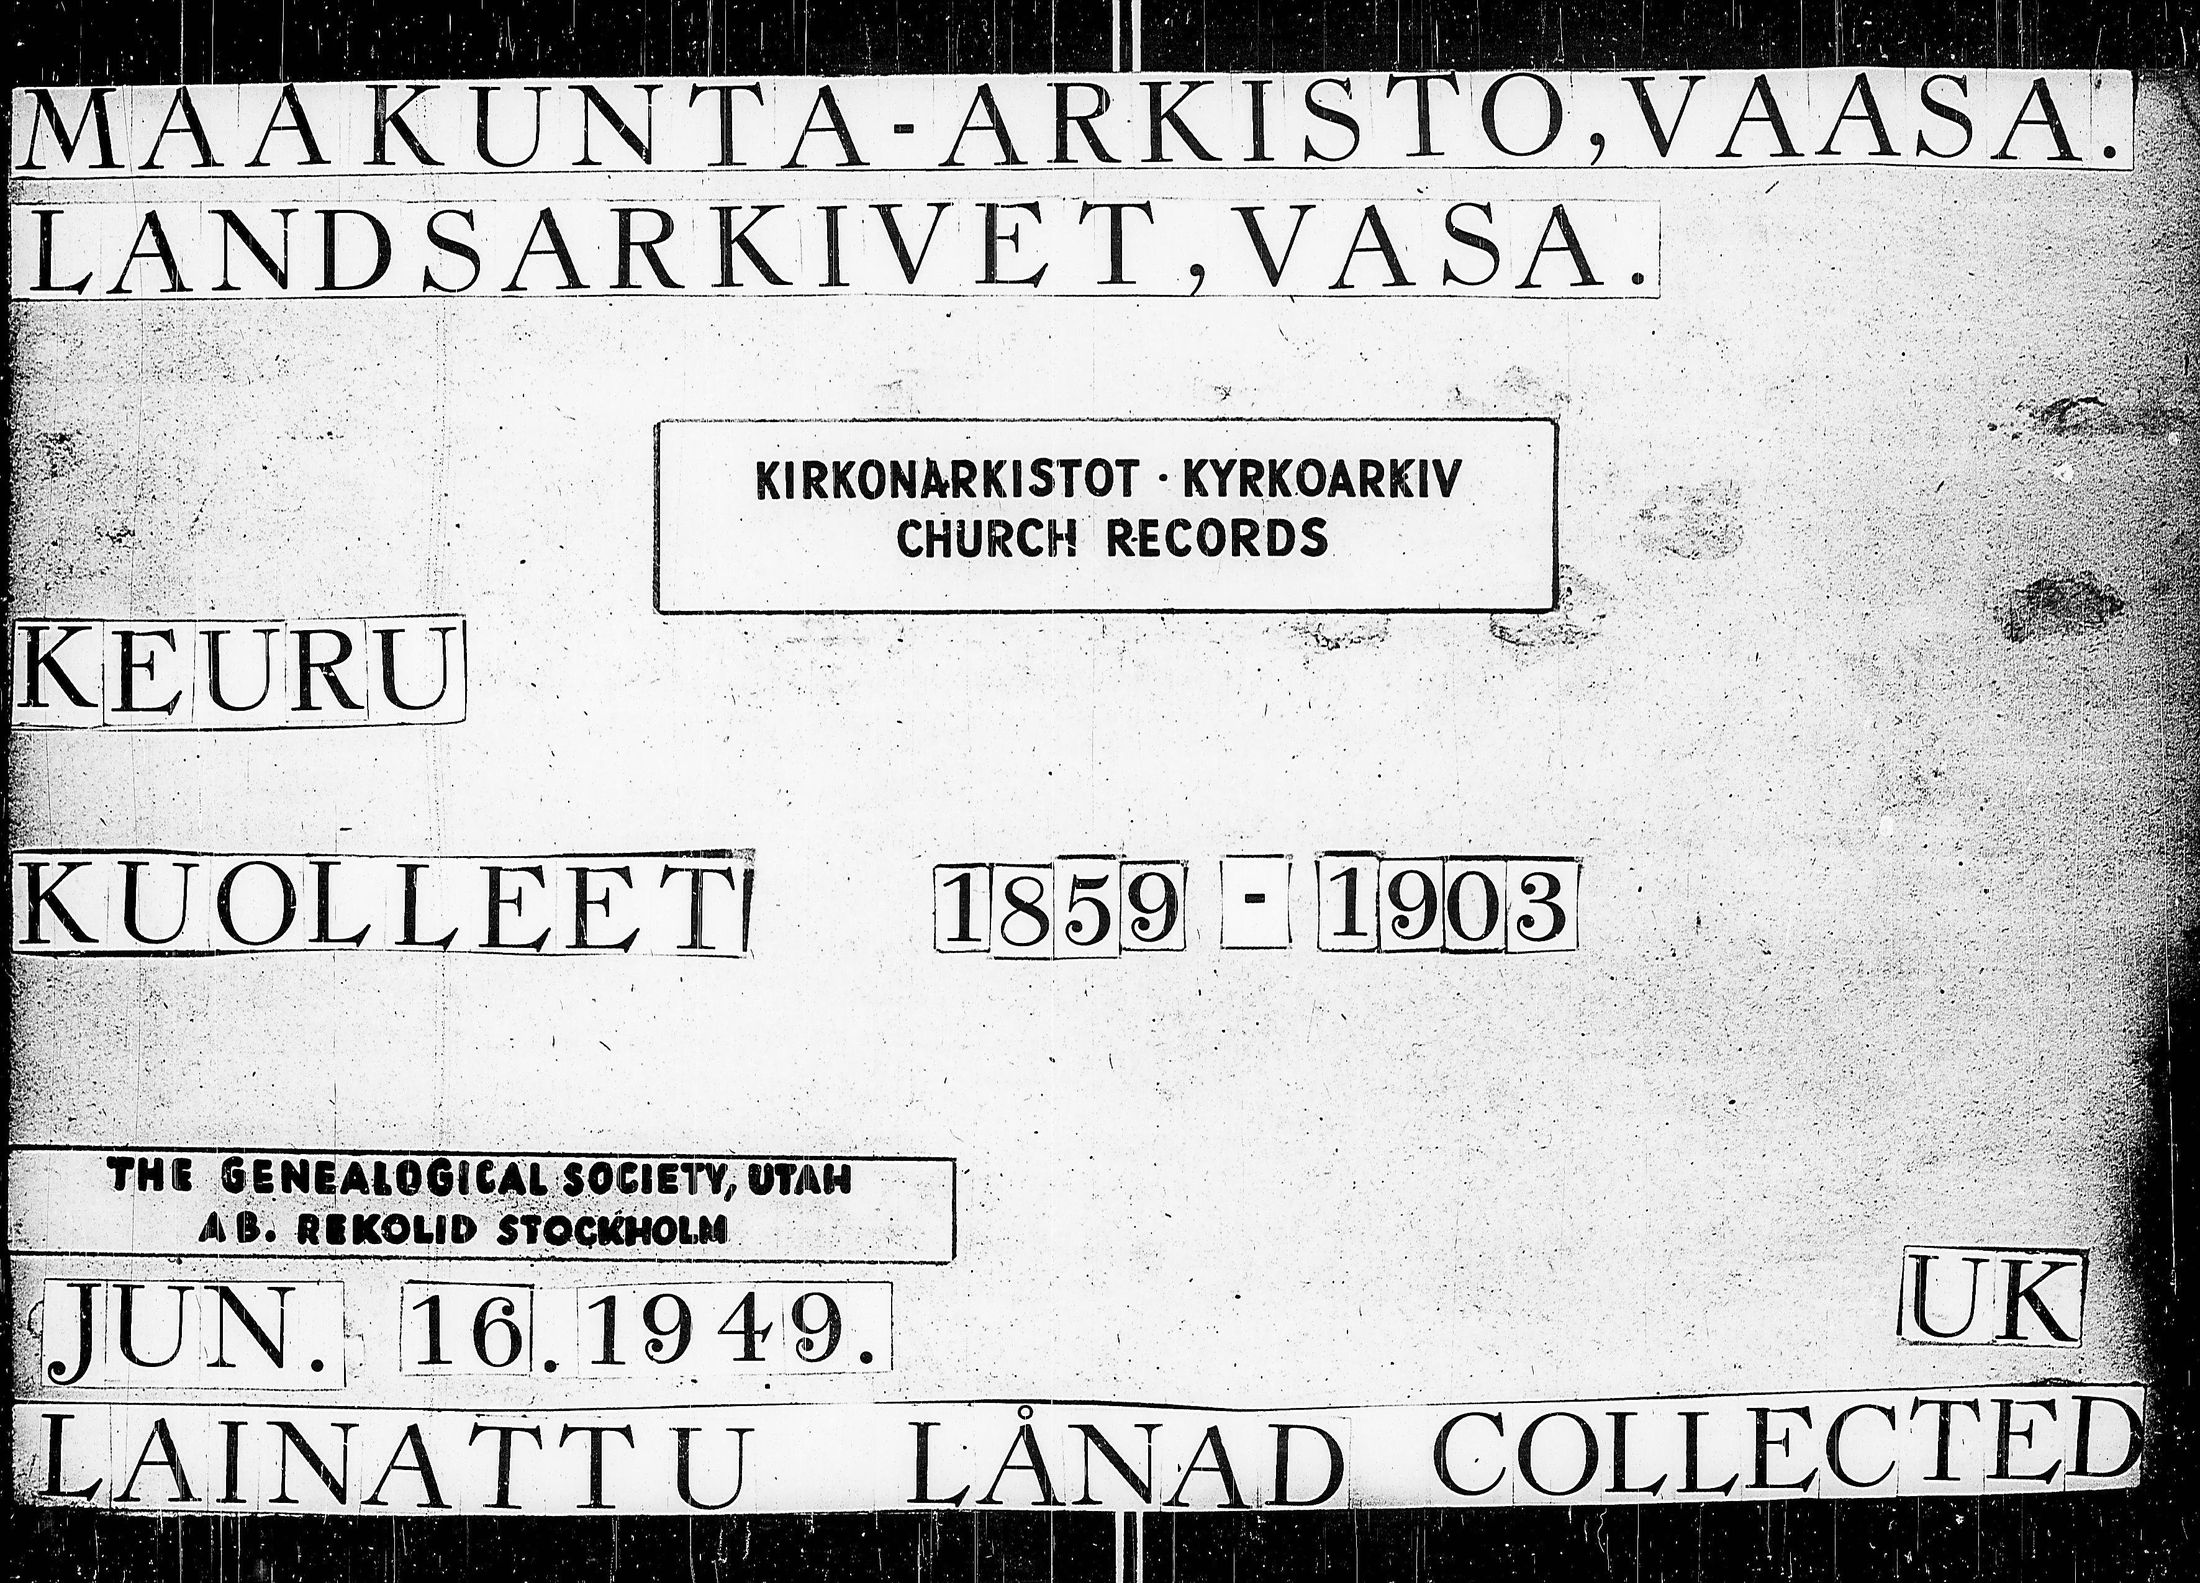 MAAKUNTA-ARKISTO, VAASA.
LANDSARKIVET, VASA.
KIRKONARKISTOT · KYRKOARKIV
CHURCH RECORDS
KEURU
KUOLLEET 1859 - 1903
THE GENEALOGICAL SOCIETY, UTAH
AB. REKOLID STOCKHOLM
JUN. 16. 1949.
UK
LAINATTU LÅNAD COLLECTED